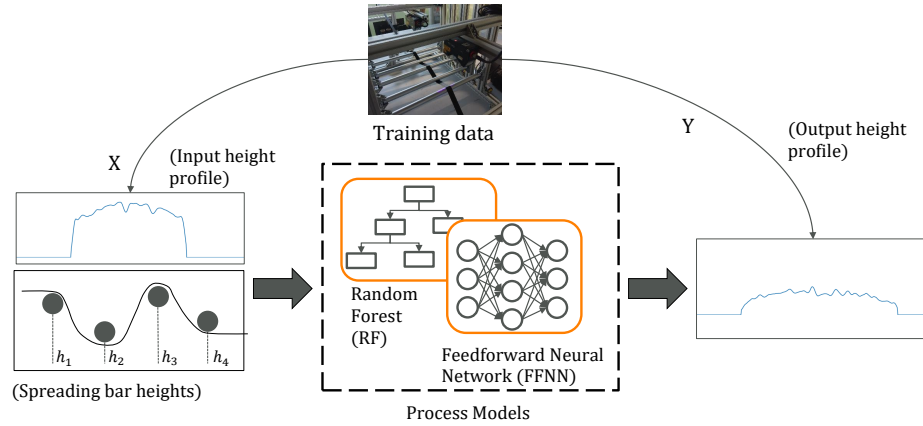 Training data
X
(Input height
profile)
Y
(Output height
profile)
h₁
h₂
h₃
h₄
(Spreading bar heights)
Random
Forest
(RF)
Feedforward Neural
Network (FFNN)
Process Models